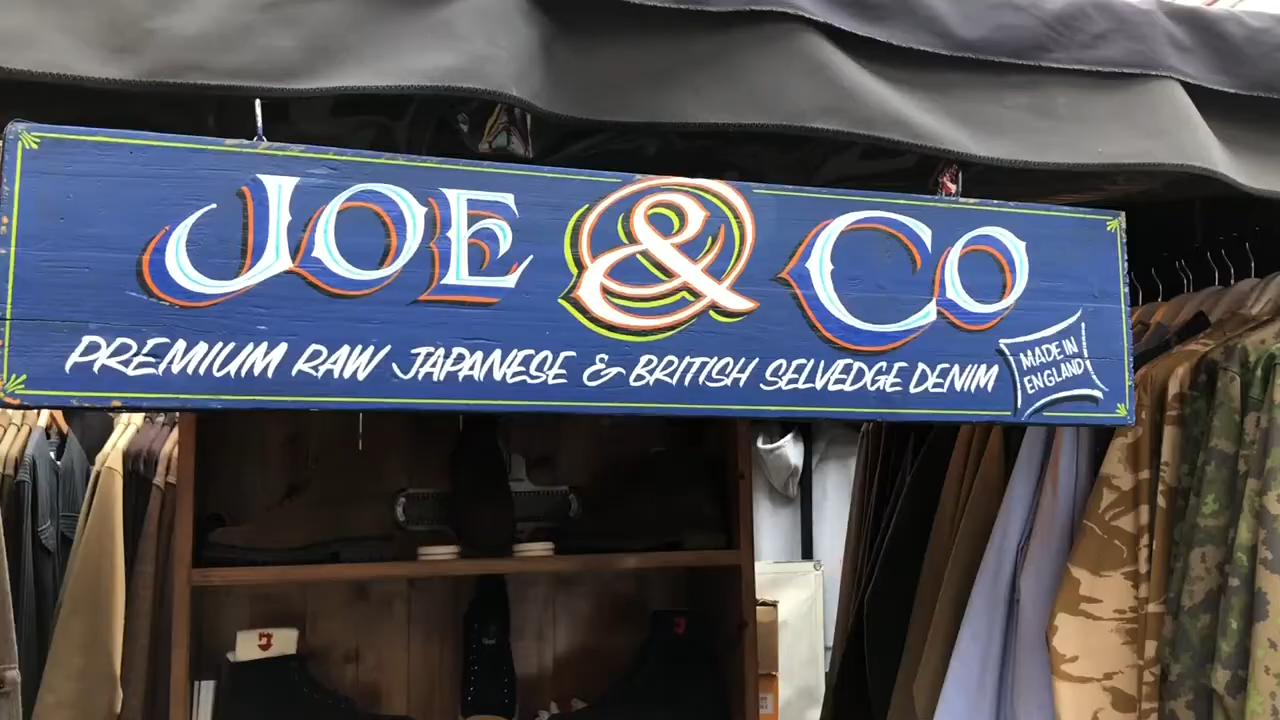 JOE & CO
PREMIUM RAW JAPANESE & BRITISH SELVEDGE DENIM
MADE IN
ENGLAND